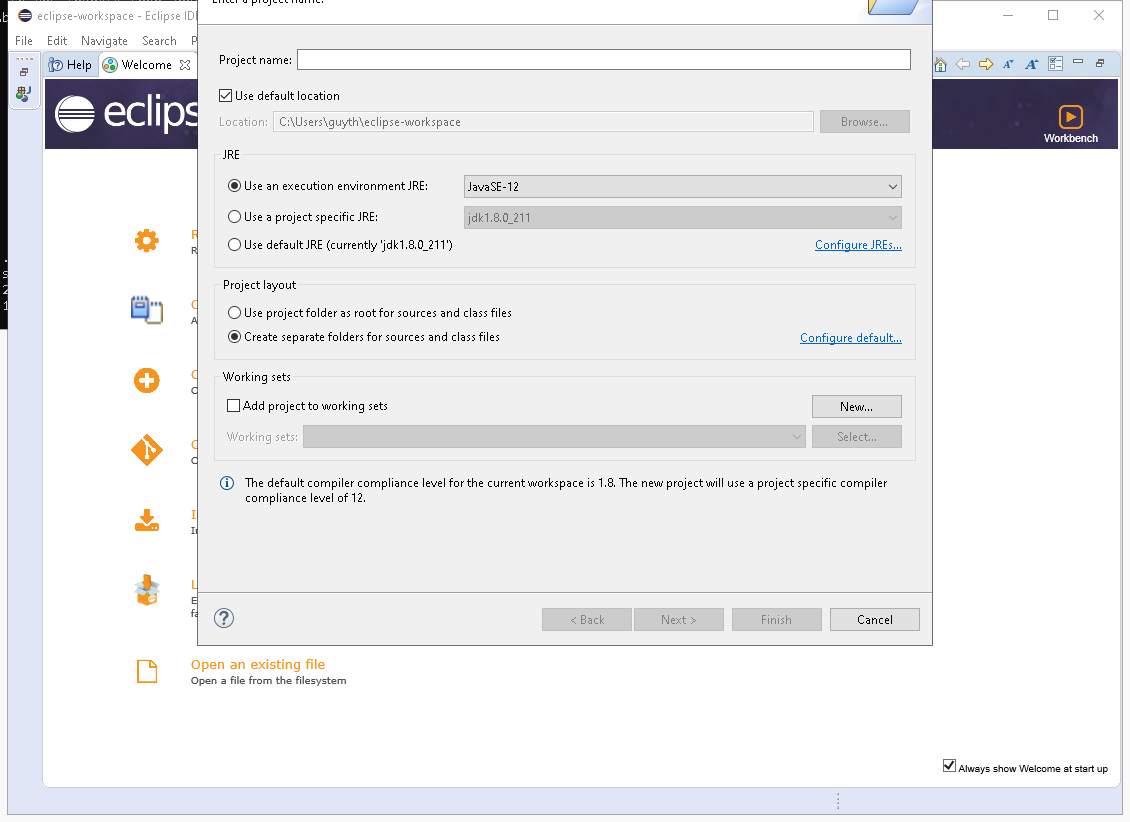 eclipse-workspace - Eclipse IDE
Enter a project name.
File Edit Navigate Search P
Help Welcome
Project name:
Use default location
Location: C:\Users\guyth\eclipse-workspace Browse...
eclips
Workbench
JRE
Use an execution environment JRE: JavaSE-12
Use a project specific JRE: jdk1.8.0_211
Use default JRE (currently 'jdk1.8.0_211') Configure JREs...
Project layout
Use project folder as root for sources and class files
Create separate folders for sources and class files Configure default...
Working sets
Add project to working sets New...
Working sets: Select...
The default compiler compliance level for the current workspace is 1.8. The new project will use a project specific compiler
compliance level of 12.
< Back Next > Finish Cancel
Open an existing file
Open a file from the filesystem
Always show Welcome at start up